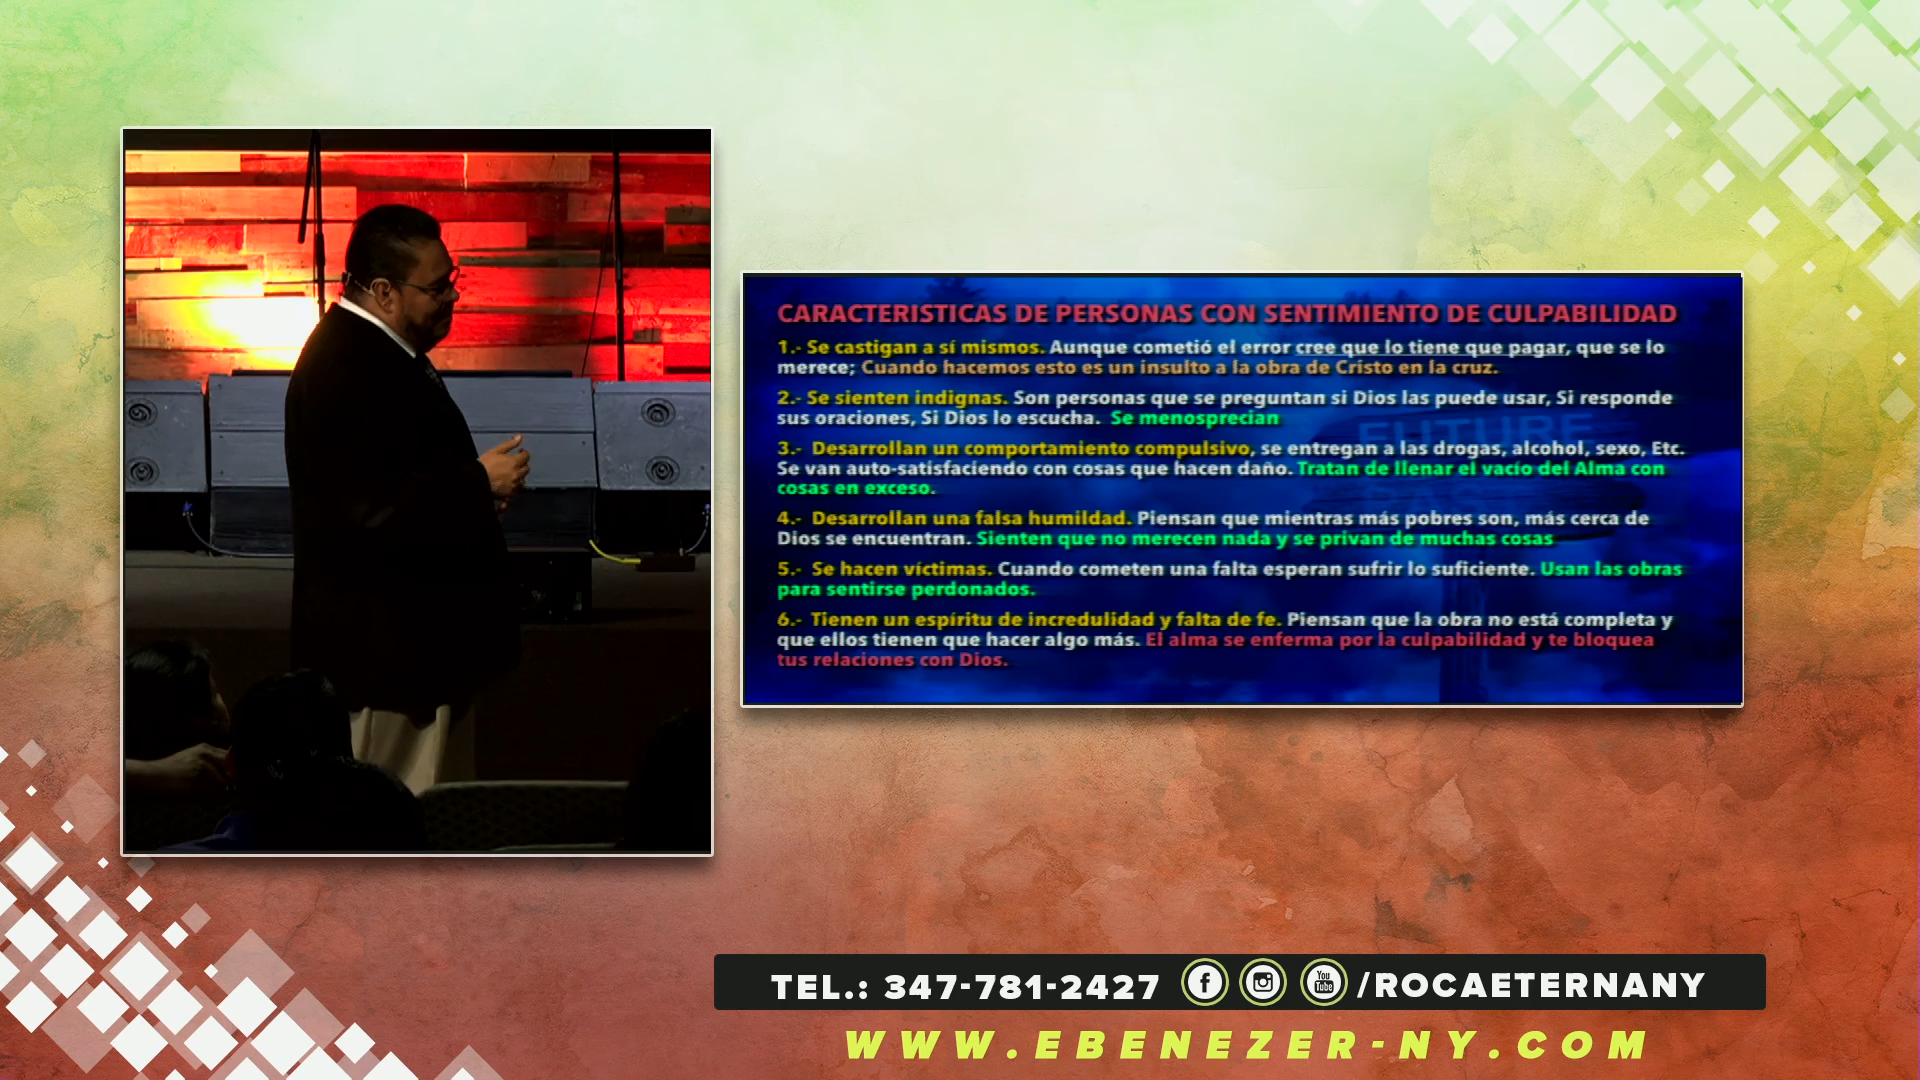 CARACTERISTICAS DE PERSONAS CON SENTIMIENTO DE CULPABILIDAD
1.- Se castigan a sí mismos. Aunque cometió el error cree que lo tiene que pagar, que se lo
merece; Cuando hacemos esto es un insulto a la obra de Cristo en la cruz.
2.- Se sienten indignas. Son personas que se preguntan si Dios las puede usar, Si responde
sus oraciones, Si Dios lo escucha. Se menosprecian
3.- Desarrollan un comportamiento compulsivo, se entregan a las drogas, alcohol, sexo, Etc.
Se van auto-satisfaciendo con cosas que hacen daño. Tratan de llenar el vacío del Alma con
cosas en exceso.
4.- Desarrollan una falsa humildad. Piensan que mientras más pobres son, más cerca de
Dios se encuentran. Sienten que no merecen nada y se privan de muchas cosas
5.- Se hacen víctimas. Cuando cometen una falta esperan sufrir lo suficiente. Usan las obras
para sentirse perdonados.
6.- Tienen un espíritu de incredulidad y falta de fe. Piensan que la obra no está completa y
que ellos tienen que hacer algo más. El alma se enferma por la culpabilidad y te bloquea
tus relaciones con Dios.
FUTURE
PAST
TEL.: 347-781-2427 You Tube /ROCAETERNANY
WWW.EBENEZER-NY.COM